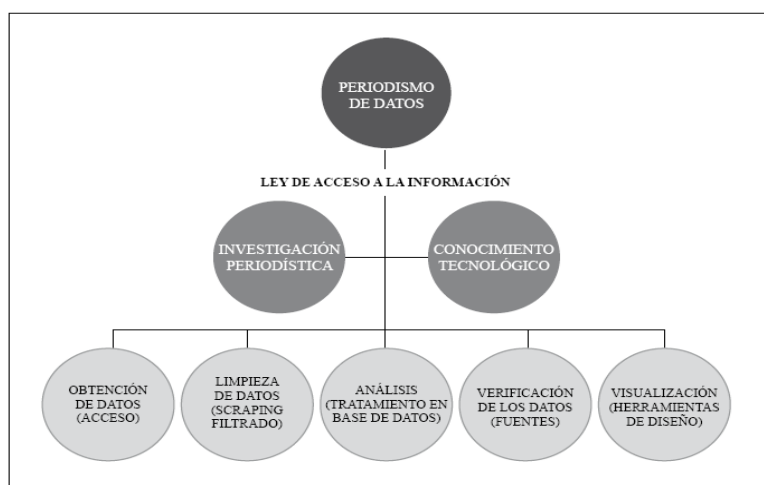 PERIODISMO
DE DATOS
LEY DE ACCESO A LA INFORMACIÓN
INVESTIGACIÓN
PERIODÍSTICA
CONOCIMIENTO
TECNOLÓGICO
OBTENCIÓN
DE DATOS
(ACCESO)
LIMPIEZA
DE DATOS
(SCRAPING
FILTRADO)
ANÁLISIS
(TRATAMIENTO EN
BASE DE DATOS)
VERIFICACIÓN
DE LOS DATOS
(FUENTES)
VISUALIZACIÓN
(HERRAMIENTAS
DE DISEÑO)